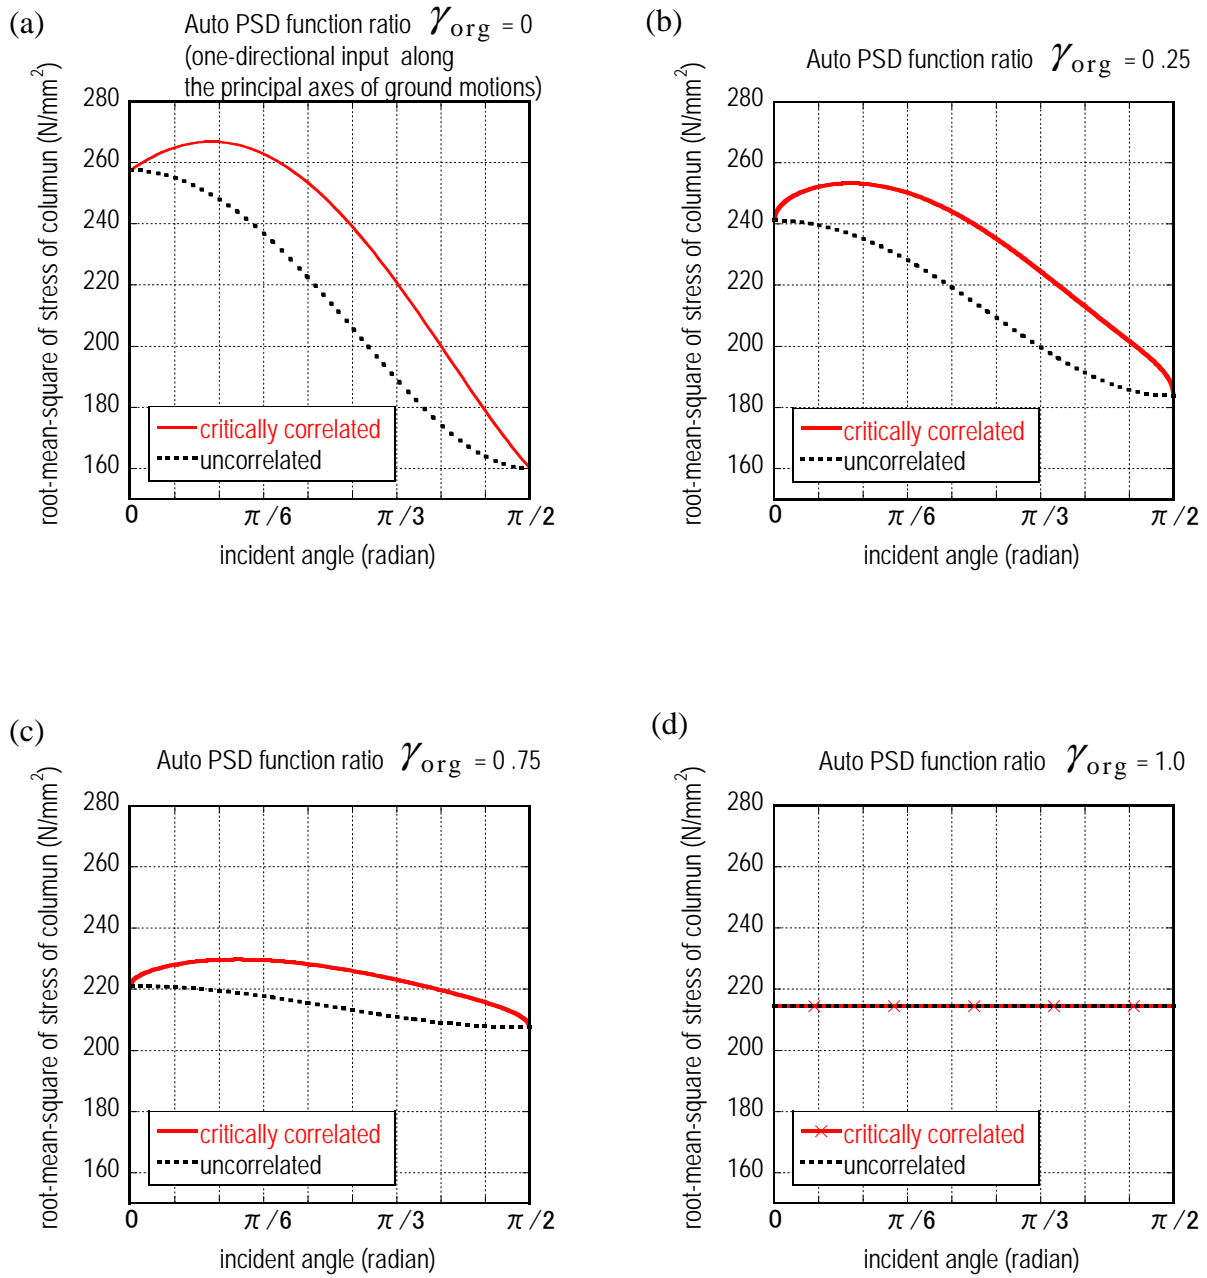 (a)
Auto PSD function ratio γorg = 0
(one-directional input along
the principal axes of ground motions)
root-mean-square of stress of columun (N/mm²)
280
260
240
220
200
180
160
critically correlated
uncorrelated
0 π/6 π/3 π/2
incident angle (radian)
(b)
Auto PSD function ratio γorg = 0 .25
root-mean-square of stress of columun (N/mm²)
280
260
240
220
200
180
160
critically correlated
uncorrelated
0 π/6 π/3 π/2
incident angle (radian)
(c)
Auto PSD function ratio γorg = 0 .75
root-mean-square of stress of columun (N/mm²)
280
260
240
220
200
180
160
critically correlated
uncorrelated
0 π/6 π/3 π/2
incident angle (radian)
(d)
Auto PSD function ratio γorg = 1.0
root-mean-square of stress of columun (N/mm²)
280
260
240
220
200
180
160
critically correlated
uncorrelated
0 π/6 π/3 π/2
incident angle (radian)